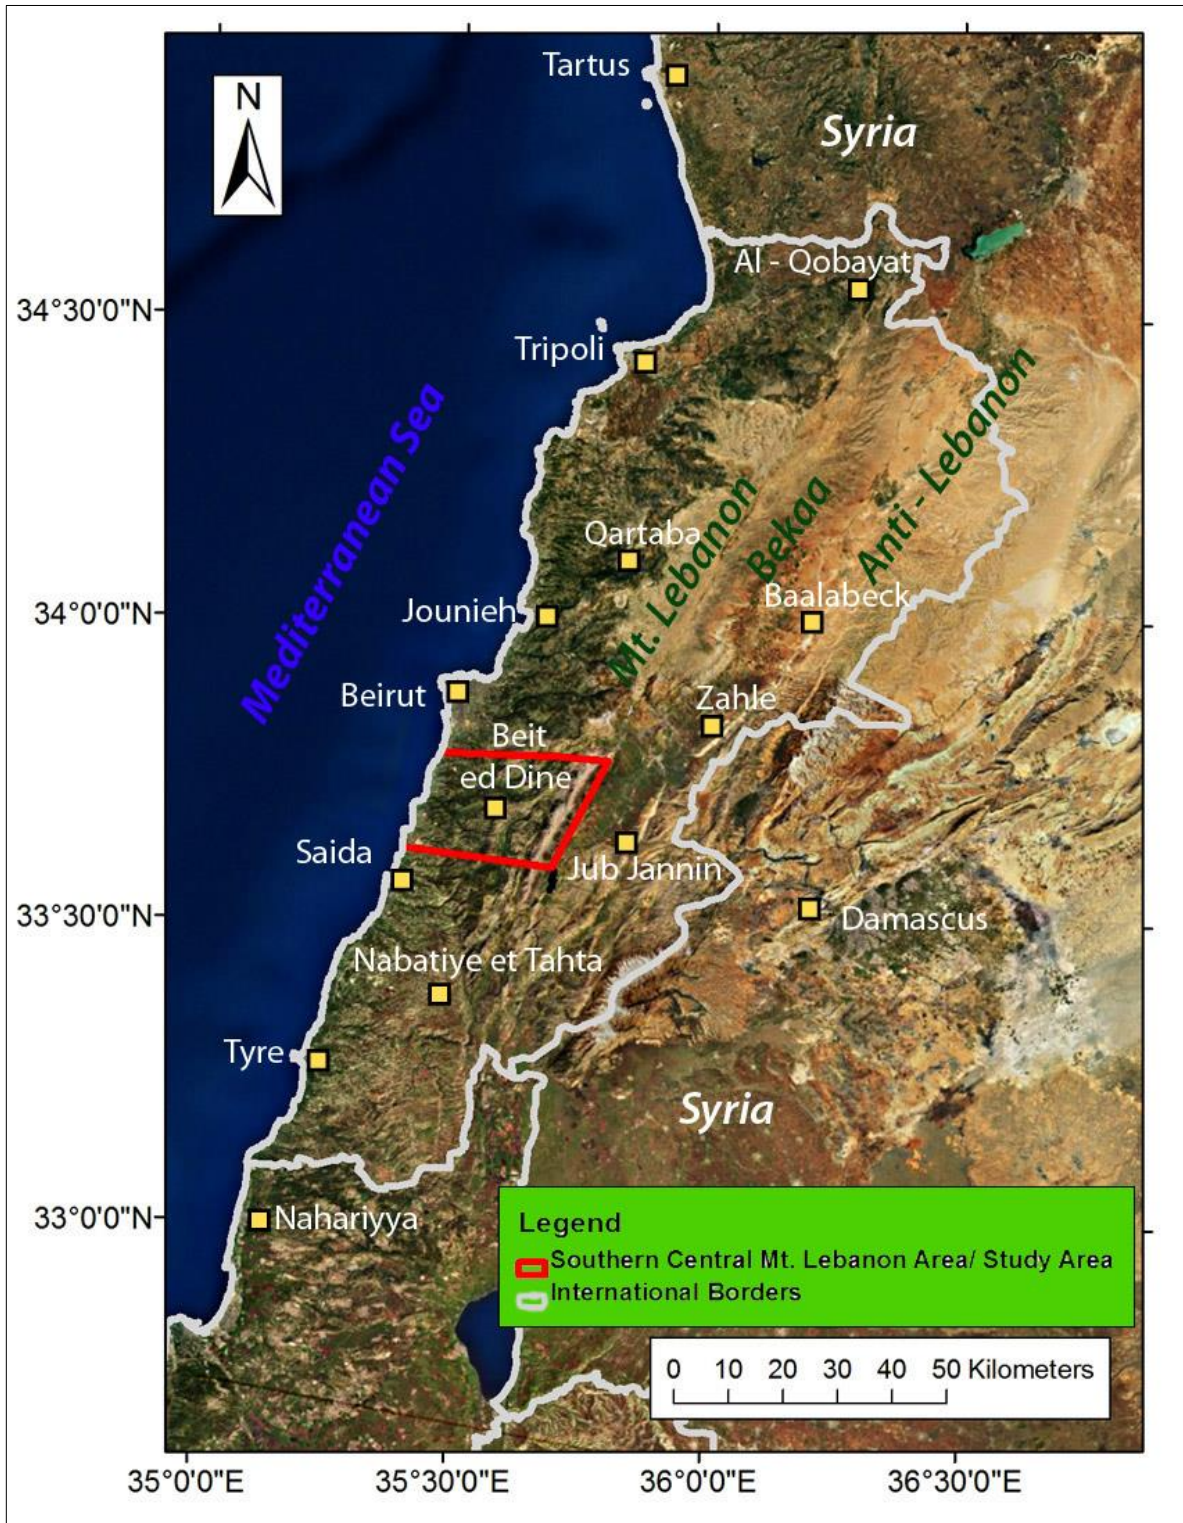 Tartus
N
Syria
Al - Qobayat
34°30'0"N
Tripoli
Mediterranean Sea
Mt. Lebanon
Bekaa
Anti - Lebanon
Qartaba
Baalabeck
34°0'0"N
Jounieh
Beirut
Zahle
Beit
ed Dine
Saida
Jub Jannin
33°30'0"N
Damascus
Nabatiye et Tahta
Tyre
Syria
33°0'0"N
Nahariyya
Legend
Southern Central Mt. Lebanon Area/ Study Area
International Borders
0 10 20 30 40 50 Kilometers
35°0'0"E 35°30'0"E 36°0'0"E 36°30'0"E